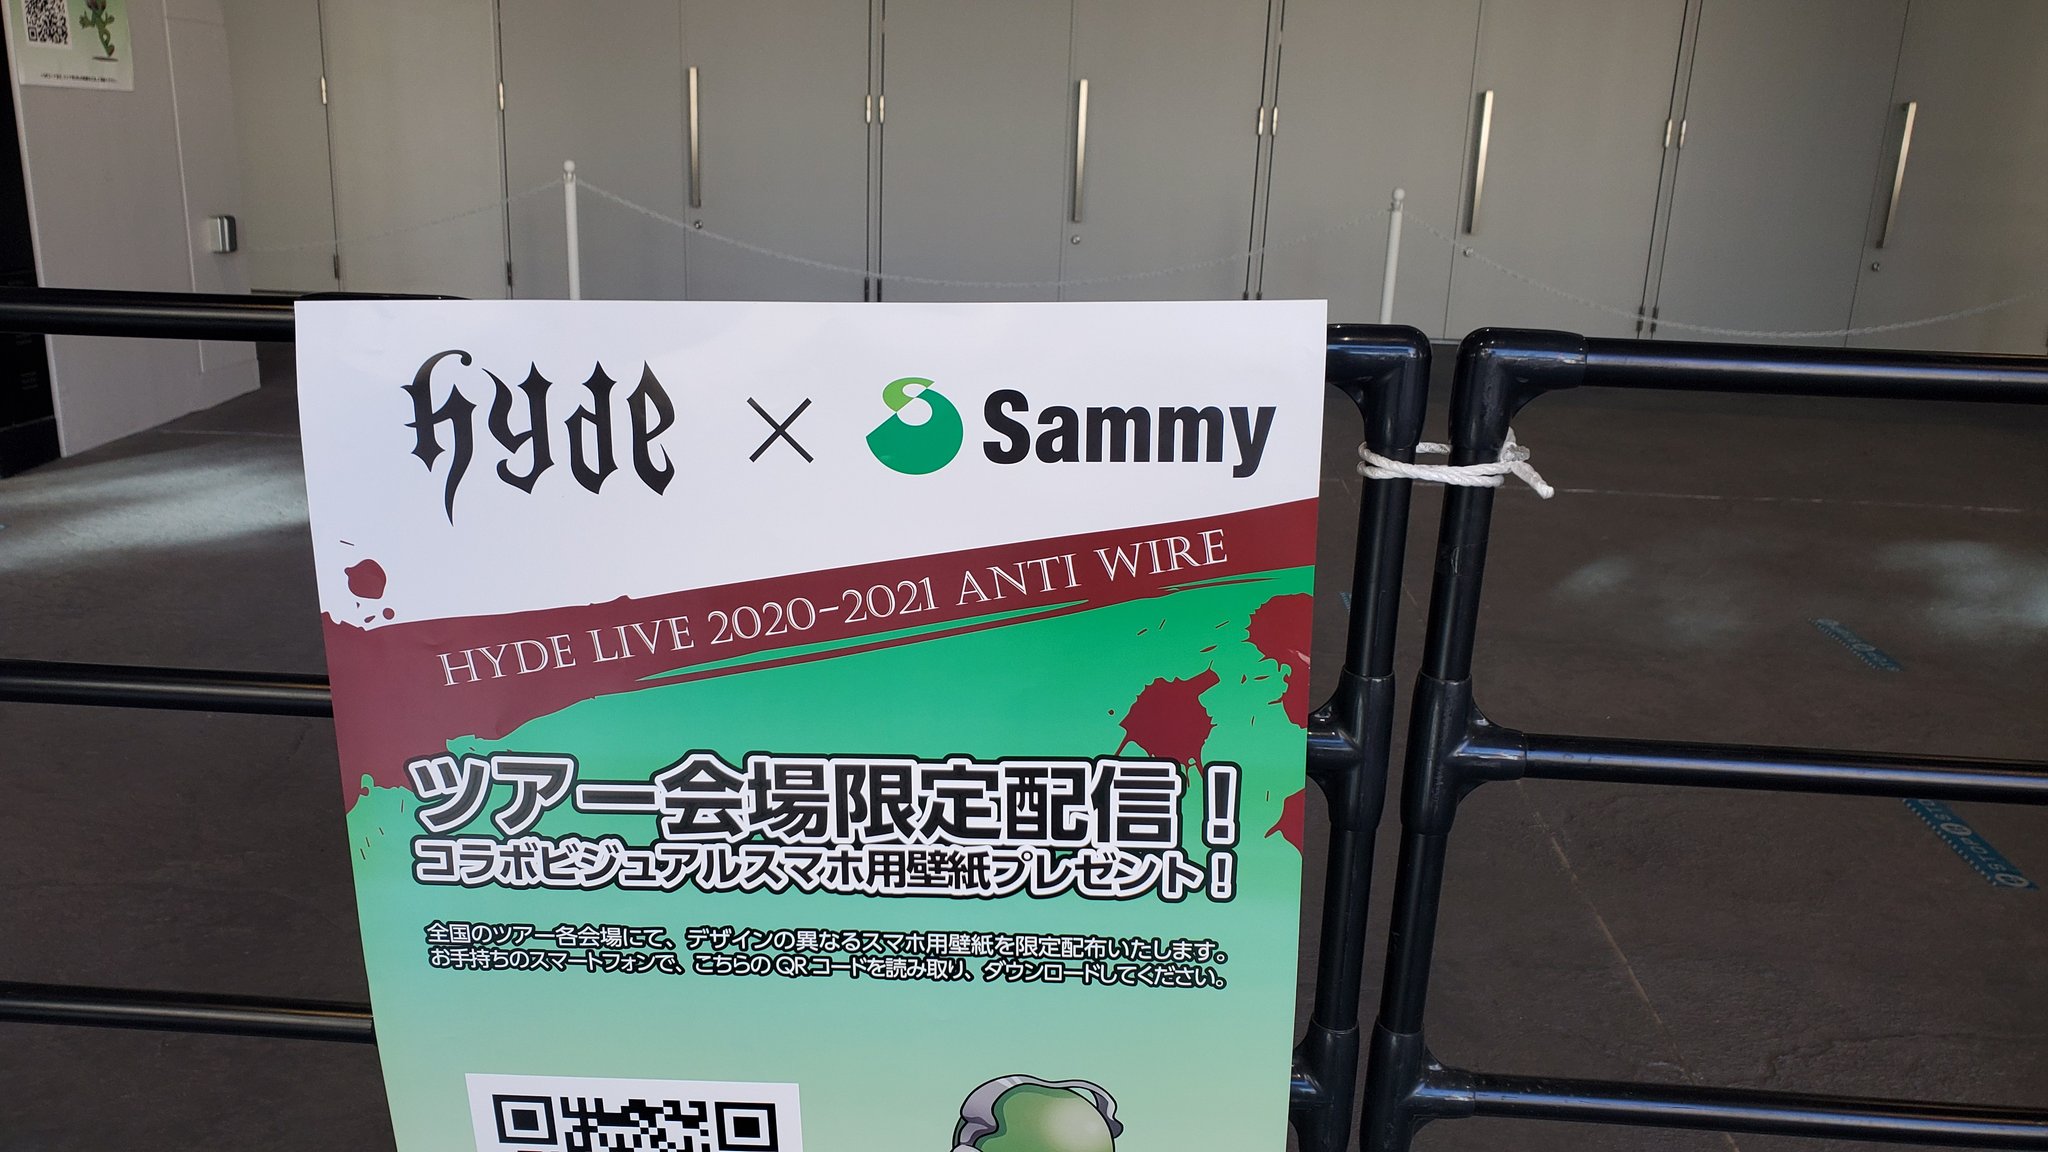 hyde × Sammy
HYDE LIVE 2020-2021 ANTI WIRE
ツアー会場限定配信！
コラボビジュアルスマホ用壁紙プレゼント！
全国のツアー各会場にて、デザインの異なるスマホ用壁紙を限定配布いたします。
お手持ちのスマートフォンで、こちらのQRコードを読み取り、ダウンロードしてください。